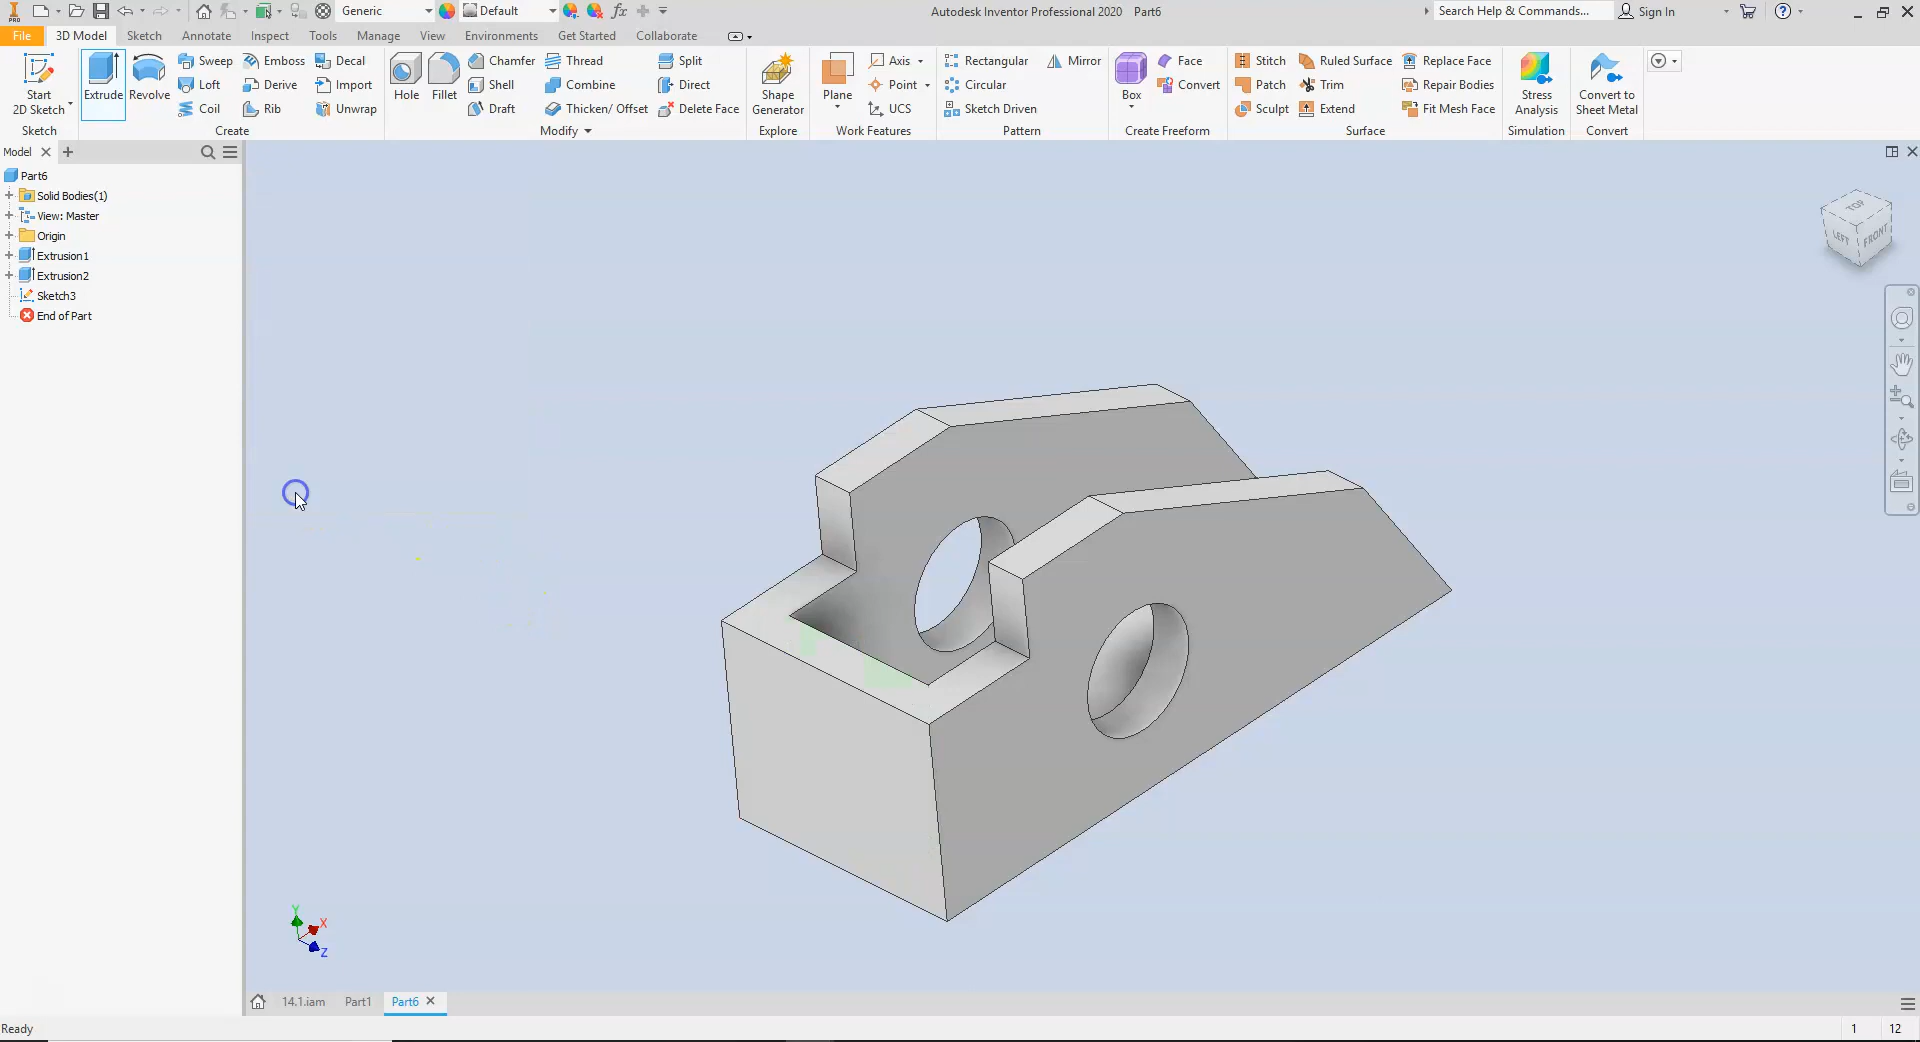 PRO Generic Default fx Autodesk Inventor Professional 2020 Part6 Search Help & Commands... Sign In
File 3D Model Sketch Annotate Inspect Tools Manage View Environments Get Started Collaborate
Start 2D Sketch
Extrude
Revolve
Sweep Emboss Decal
Loft Derive Import
Coil Rib Unwrap
Hole
Fillet
Chamfer Thread Split
Shell Combine Direct
Draft Thicken/ Offset Delete Face
Shape Generator
Plane
Axis
Point
UCS
Rectangular Mirror
Circular
Sketch Driven
Box
Face
Convert
Stitch Ruled Surface Replace Face
Patch Trim Repair Bodies
Sculpt Extend Fit Mesh Face
Stress Analysis
Convert to Sheet Metal
Sketch Create Modify Explore Work Features Pattern Create Freeform Surface Simulation Convert
Model
Part6
Solid Bodies(1)
View: Master
Origin
Extrusion1
Extrusion2
Sketch3
End of Part
TOP
LEFT FRONT
Y
X
Z
14.1.iam Part1 Part6
Ready 1 12